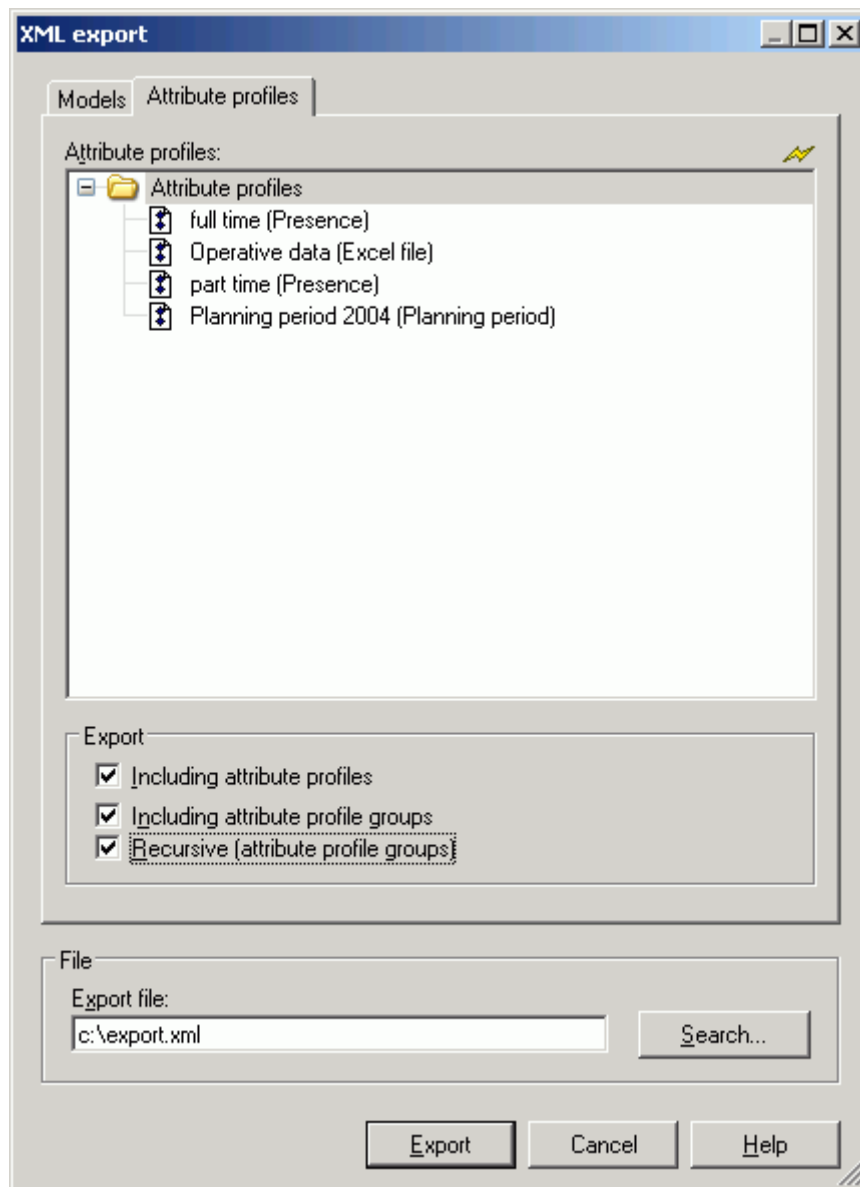 XML export
Models Attribute profiles
Attribute profiles:
Attribute profiles
full time (Presence)
Operative data (Excel file)
part time (Presence)
Planning period 2004 (Planning period)
Export
Including attribute profiles
Including attribute profile groups
Recursive (attribute profile groups)
File
Export file:
c:\export.xml Search...
Export Cancel Help